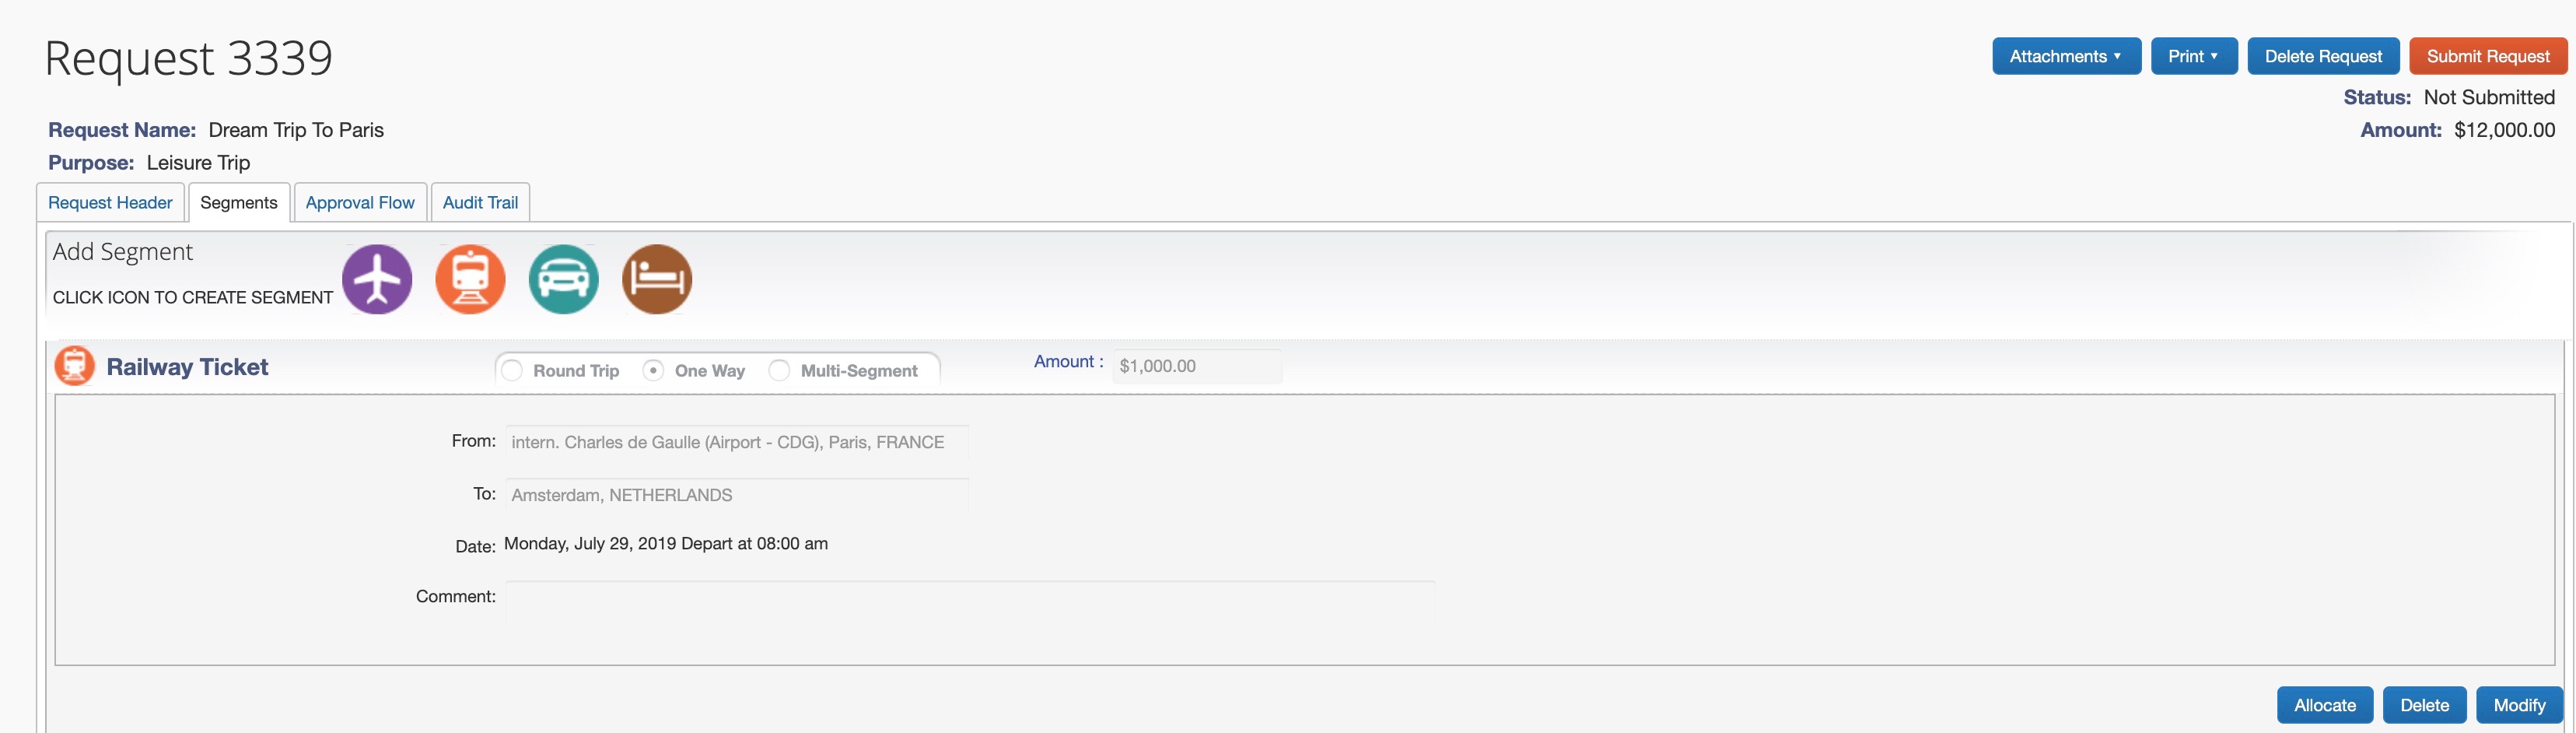 Request 3339
Attachments ▾ Print ▾ Delete Request Submit Request
Status: Not Submitted
Request Name: Dream Trip To Paris
Amount: $12,000.00
Purpose: Leisure Trip
Request Header Segments Approval Flow Audit Trail
Add Segment
CLICK ICON TO CREATE SEGMENT
Railway Ticket Round Trip One Way Multi-Segment Amount : $1,000.00
From: intern. Charles de Gaulle (Airport - CDG), Paris, FRANCE
To: Amsterdam, NETHERLANDS
Date: Monday, July 29, 2019 Depart at 08:00 am
Comment:
Allocate Delete Modify